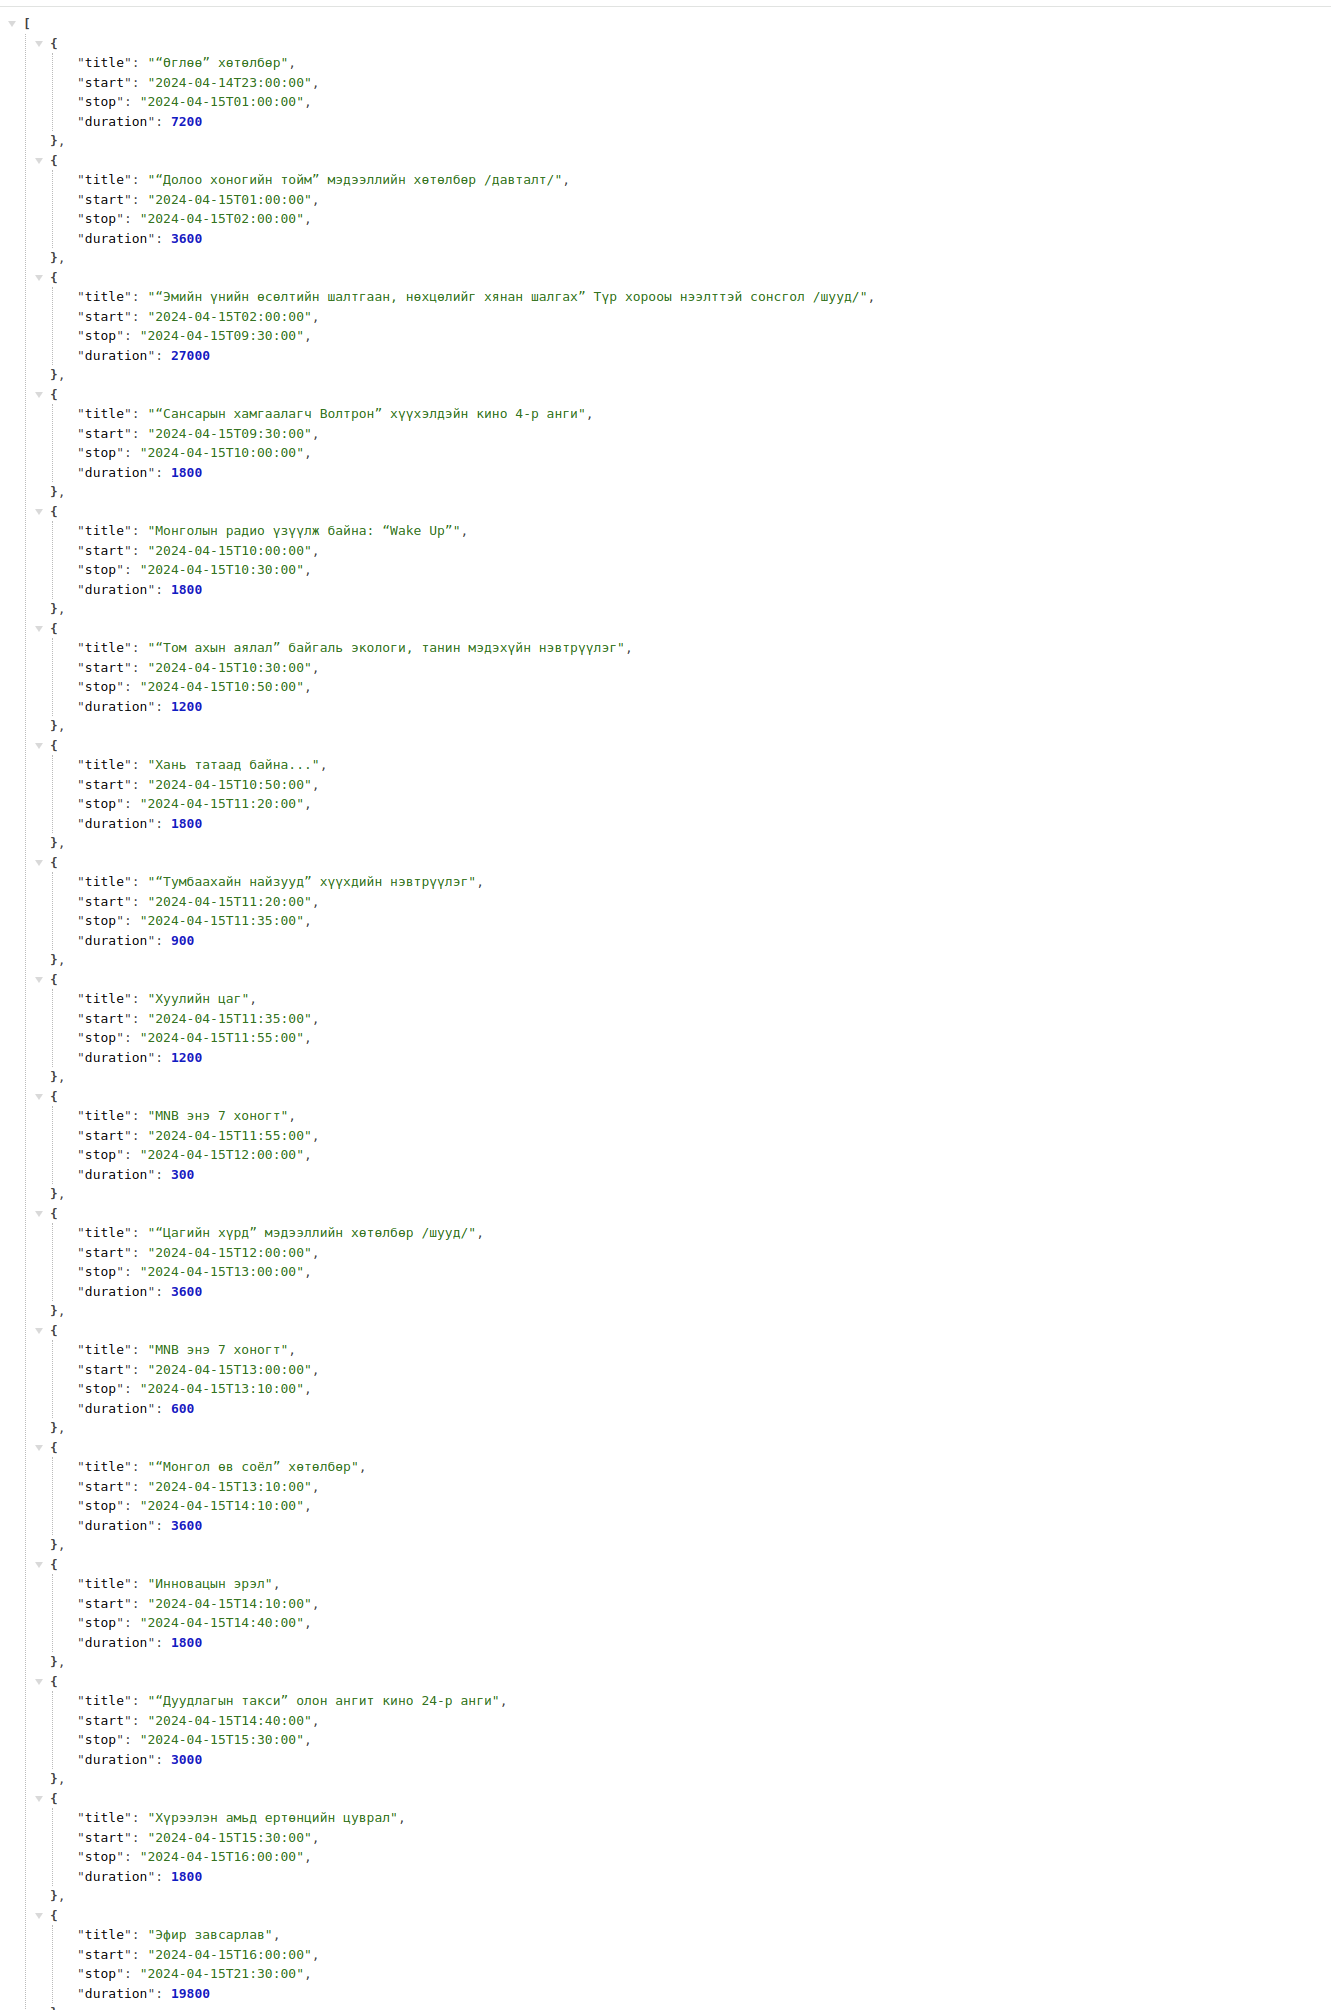 [
{
"title": "“Өглөө” хөтөлбөр",
"start": "2024-04-14T23:00:00",
"stop": "2024-04-15T01:00:00",
"duration": 7200
},
{
"title": "“Долоо хоногийн тойм” мэдээллийн хөтөлбөр /давталт/",
"start": "2024-04-15T01:00:00",
"stop": "2024-04-15T02:00:00",
"duration": 3600
},
{
"title": "“Эмийн үнийн өсөлтийн шалтгаан, нөхцөлийг хянан шалгах” Түр хорооы нээлттэй сонсгол /шууд/",
"start": "2024-04-15T02:00:00",
"stop": "2024-04-15T09:30:00",
"duration": 27000
},
{
"title": "“Сансарын хамгаалагч Волтрон” хүүхэлдэйн кино 4-р анги",
"start": "2024-04-15T09:30:00",
"stop": "2024-04-15T10:00:00",
"duration": 1800
},
{
"title": "Монголын радио үзүүлж байна: “Wake Up”",
"start": "2024-04-15T10:00:00",
"stop": "2024-04-15T10:30:00",
"duration": 1800
},
{
"title": "“Том ахын аялал” байгаль экологи, танин мэдэхүйн нэвтрүүлэг",
"start": "2024-04-15T10:30:00",
"stop": "2024-04-15T10:50:00",
"duration": 1200
},
{
"title": "Хань татаад байна...",
"start": "2024-04-15T10:50:00",
"stop": "2024-04-15T11:20:00",
"duration": 1800
},
{
"title": "“Тумбаахайн найзууд” хүүхдийн нэвтрүүлэг",
"start": "2024-04-15T11:20:00",
"stop": "2024-04-15T11:35:00",
"duration": 900
},
{
"title": "Хуулийн цаг",
"start": "2024-04-15T11:35:00",
"stop": "2024-04-15T11:55:00",
"duration": 1200
},
{
"title": "MNB энэ 7 хоногт",
"start": "2024-04-15T11:55:00",
"stop": "2024-04-15T12:00:00",
"duration": 300
},
{
"title": "“Цагийн хүрд” мэдээллийн хөтөлбөр /шууд/",
"start": "2024-04-15T12:00:00",
"stop": "2024-04-15T13:00:00",
"duration": 3600
},
{
"title": "MNB энэ 7 хоногт",
"start": "2024-04-15T13:00:00",
"stop": "2024-04-15T13:10:00",
"duration": 600
},
{
"title": "“Монгол өв соёл” хөтөлбөр",
"start": "2024-04-15T13:10:00",
"stop": "2024-04-15T14:10:00",
"duration": 3600
},
{
"title": "Инновацын эрэл",
"start": "2024-04-15T14:10:00",
"stop": "2024-04-15T14:40:00",
"duration": 1800
},
{
"title": "“Дуудлагын такси” олон ангит кино 24-р анги",
"start": "2024-04-15T14:40:00",
"stop": "2024-04-15T15:30:00",
"duration": 3000
},
{
"title": "Хүрээлэн амьд ертөнцийн цуврал",
"start": "2024-04-15T15:30:00",
"stop": "2024-04-15T16:00:00",
"duration": 1800
},
{
"title": "Эфир завсарлав",
"start": "2024-04-15T16:00:00",
"stop": "2024-04-15T21:30:00",
"duration": 19800